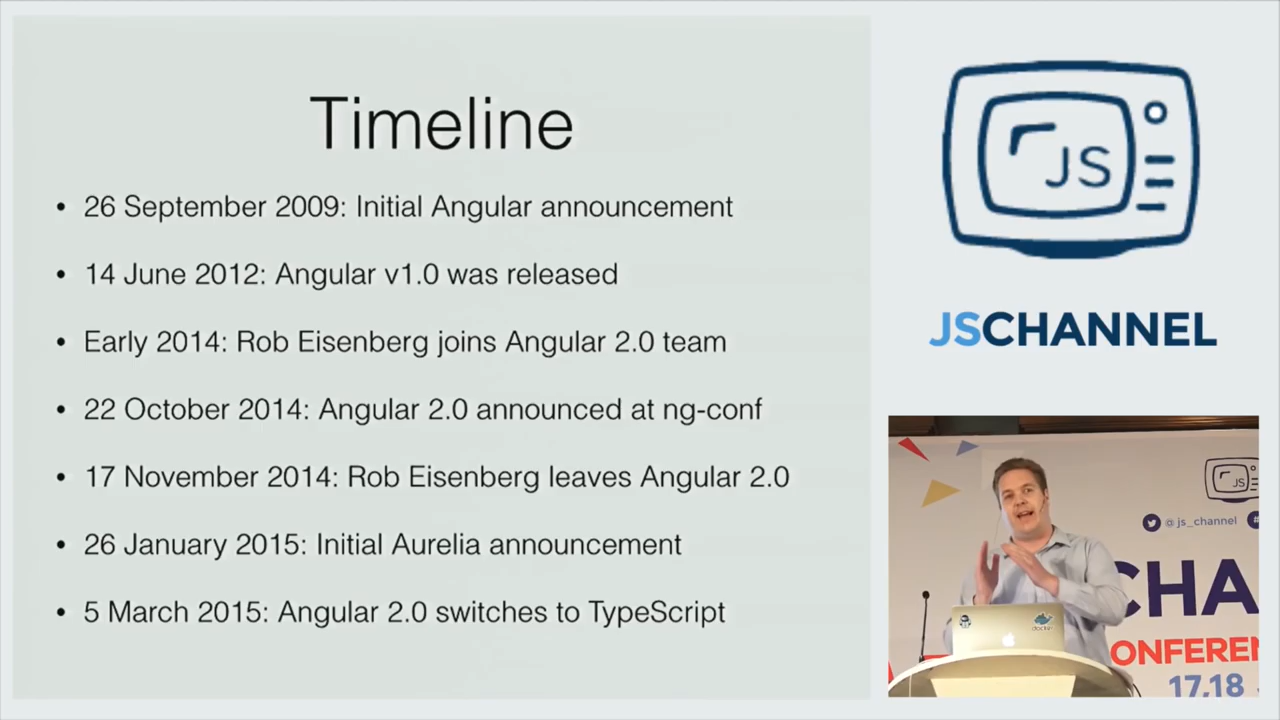 Timeline
• 26 September 2009: Initial Angular announcement
• 14 June 2012: Angular v1.0 was released
• Early 2014: Rob Eisenberg joins Angular 2.0 team
• 22 October 2014: Angular 2.0 announced at ng-conf
• 17 November 2014: Rob Eisenberg leaves Angular 2.0
• 26 January 2015: Initial Aurelia announcement
• 5 March 2015: Angular 2.0 switches to TypeScript
JS
JSCHANNEL
JS
@js_channel #
CHA
ONFEREN
17,18
docker